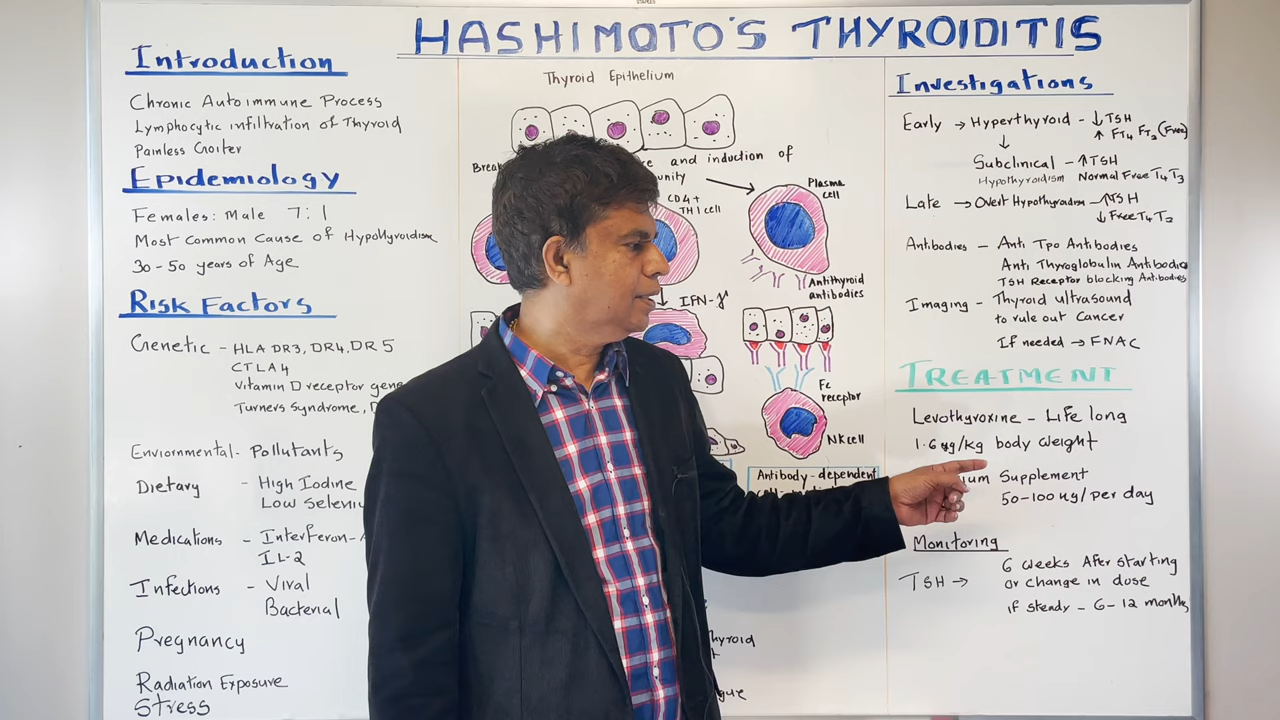 HASHIMOTO'S THYROIDITIS
Introduction
Chronic Autoimmune Process
Lymphocytic infiltration of Thyroid
Painless Goiter
Epidemiology
Females: Male 7:1
Most Common Cause of Hypothyroidism
30-50 years of Age
Risk Factors
Genetic - HLA DR3, DR4, DR5
CTLA4
Vitamin D receptor gene
Turners Syndrome,
Enviornmental- Pollutants
Dietary - High Iodine
Low
Medications - Interferon-
IL-2
Infections - Viral
Bacterial
Pregnancy
Radiation Exposure
Stress
Thyroid Epithelium
and induction of
CD4+
TH1 cell
Plasma
cell
Antithyroid
antibodies
IFN-γ
Fc
receptor
NK cell
Antibody-dependent
Investigations
Early → Hyperthyroid - ↓TSH
↑ FT4 FT3 (Free)
↓
Subclinical - ↑TSH
Hypothyroidism Normal Free T4 T3
Late → Overt Hypothyroidism - ↑TSH
↓ Free T4 T3
Antibodies - Anti Tpo Antibodies
Anti Thyroglobulin Antibodies
TSH Receptor blocking Antibodies
Imaging - Thyroid ultrasound
to rule out Cancer
If needed → FNAC
TREATMENT
Levothyroxine - Life long
1.6 ug/kg body weight
Supplement
50-100 ug/per day
Monitoring
TSH → 6 weeks After starting
or change in dose
if steady - 6-12 months